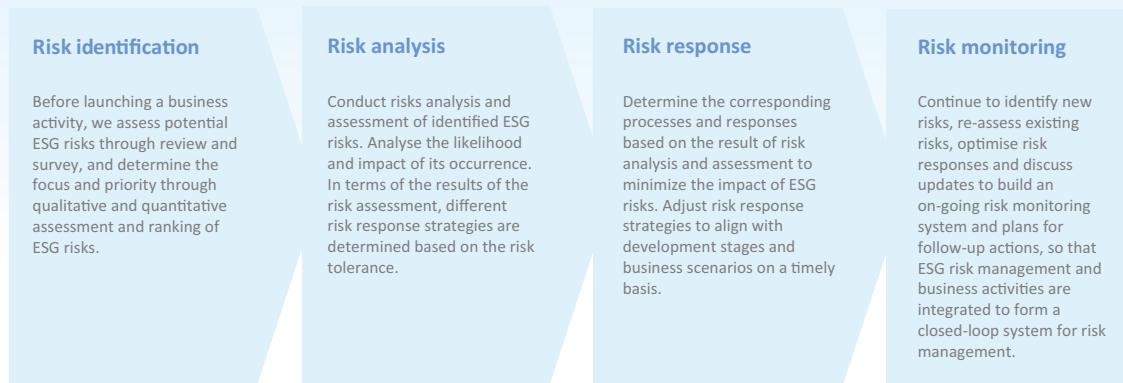 Risk identification
Before launching a business
activity, we assess potential
ESG risks through review and
survey, and determine the
focus and priority through
qualitative and quantitative
assessment and ranking of
ESG risks.
Risk analysis
Conduct risks analysis and
assessment of identified ESG
risks. Analyse the likelihood
and impact of its occurrence.
In terms of the results of the
risk assessment, different
risk response strategies are
determined based on the risk
tolerance.
Risk response
Determine the corresponding
processes and responses
based on the result of risk
analysis and assessment to
minimize the impact of ESG
risks. Adjust risk response
strategies to align with
development stages and
business scenarios on a timely
basis.
Risk monitoring
Continue to identify new
risks, re-assess existing
risks, optimise risk
responses and discuss
updates to build an
on-going risk monitoring
system and plans for
follow-up actions, so that
ESG risk management and
business activities are
integrated to form a
closed-loop system for risk
management.